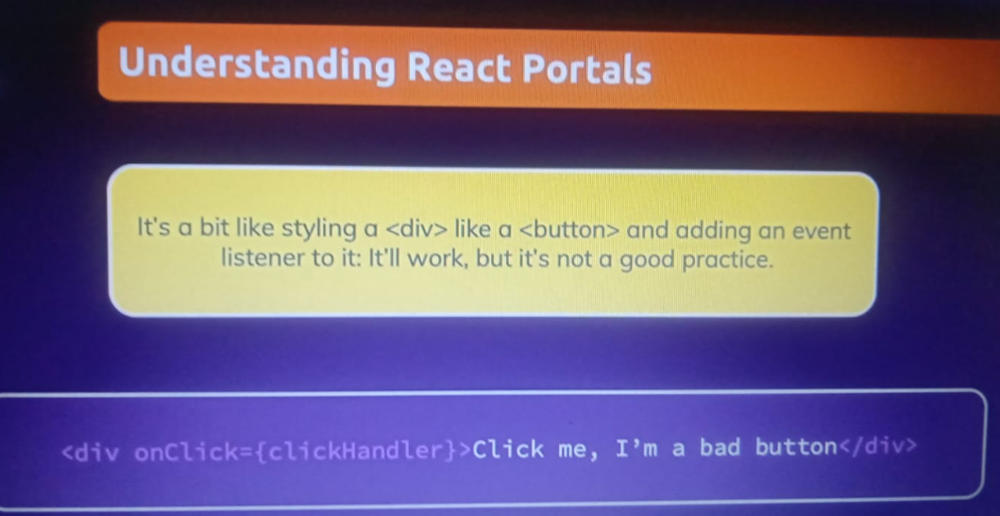 Understanding React Portals
It's a bit like styling a <div> like a <button> and adding an event
listener to it: It'll work, but it's not a good practice.
<div onClick={clickHandler}>Click me, I'm a bad button</div>